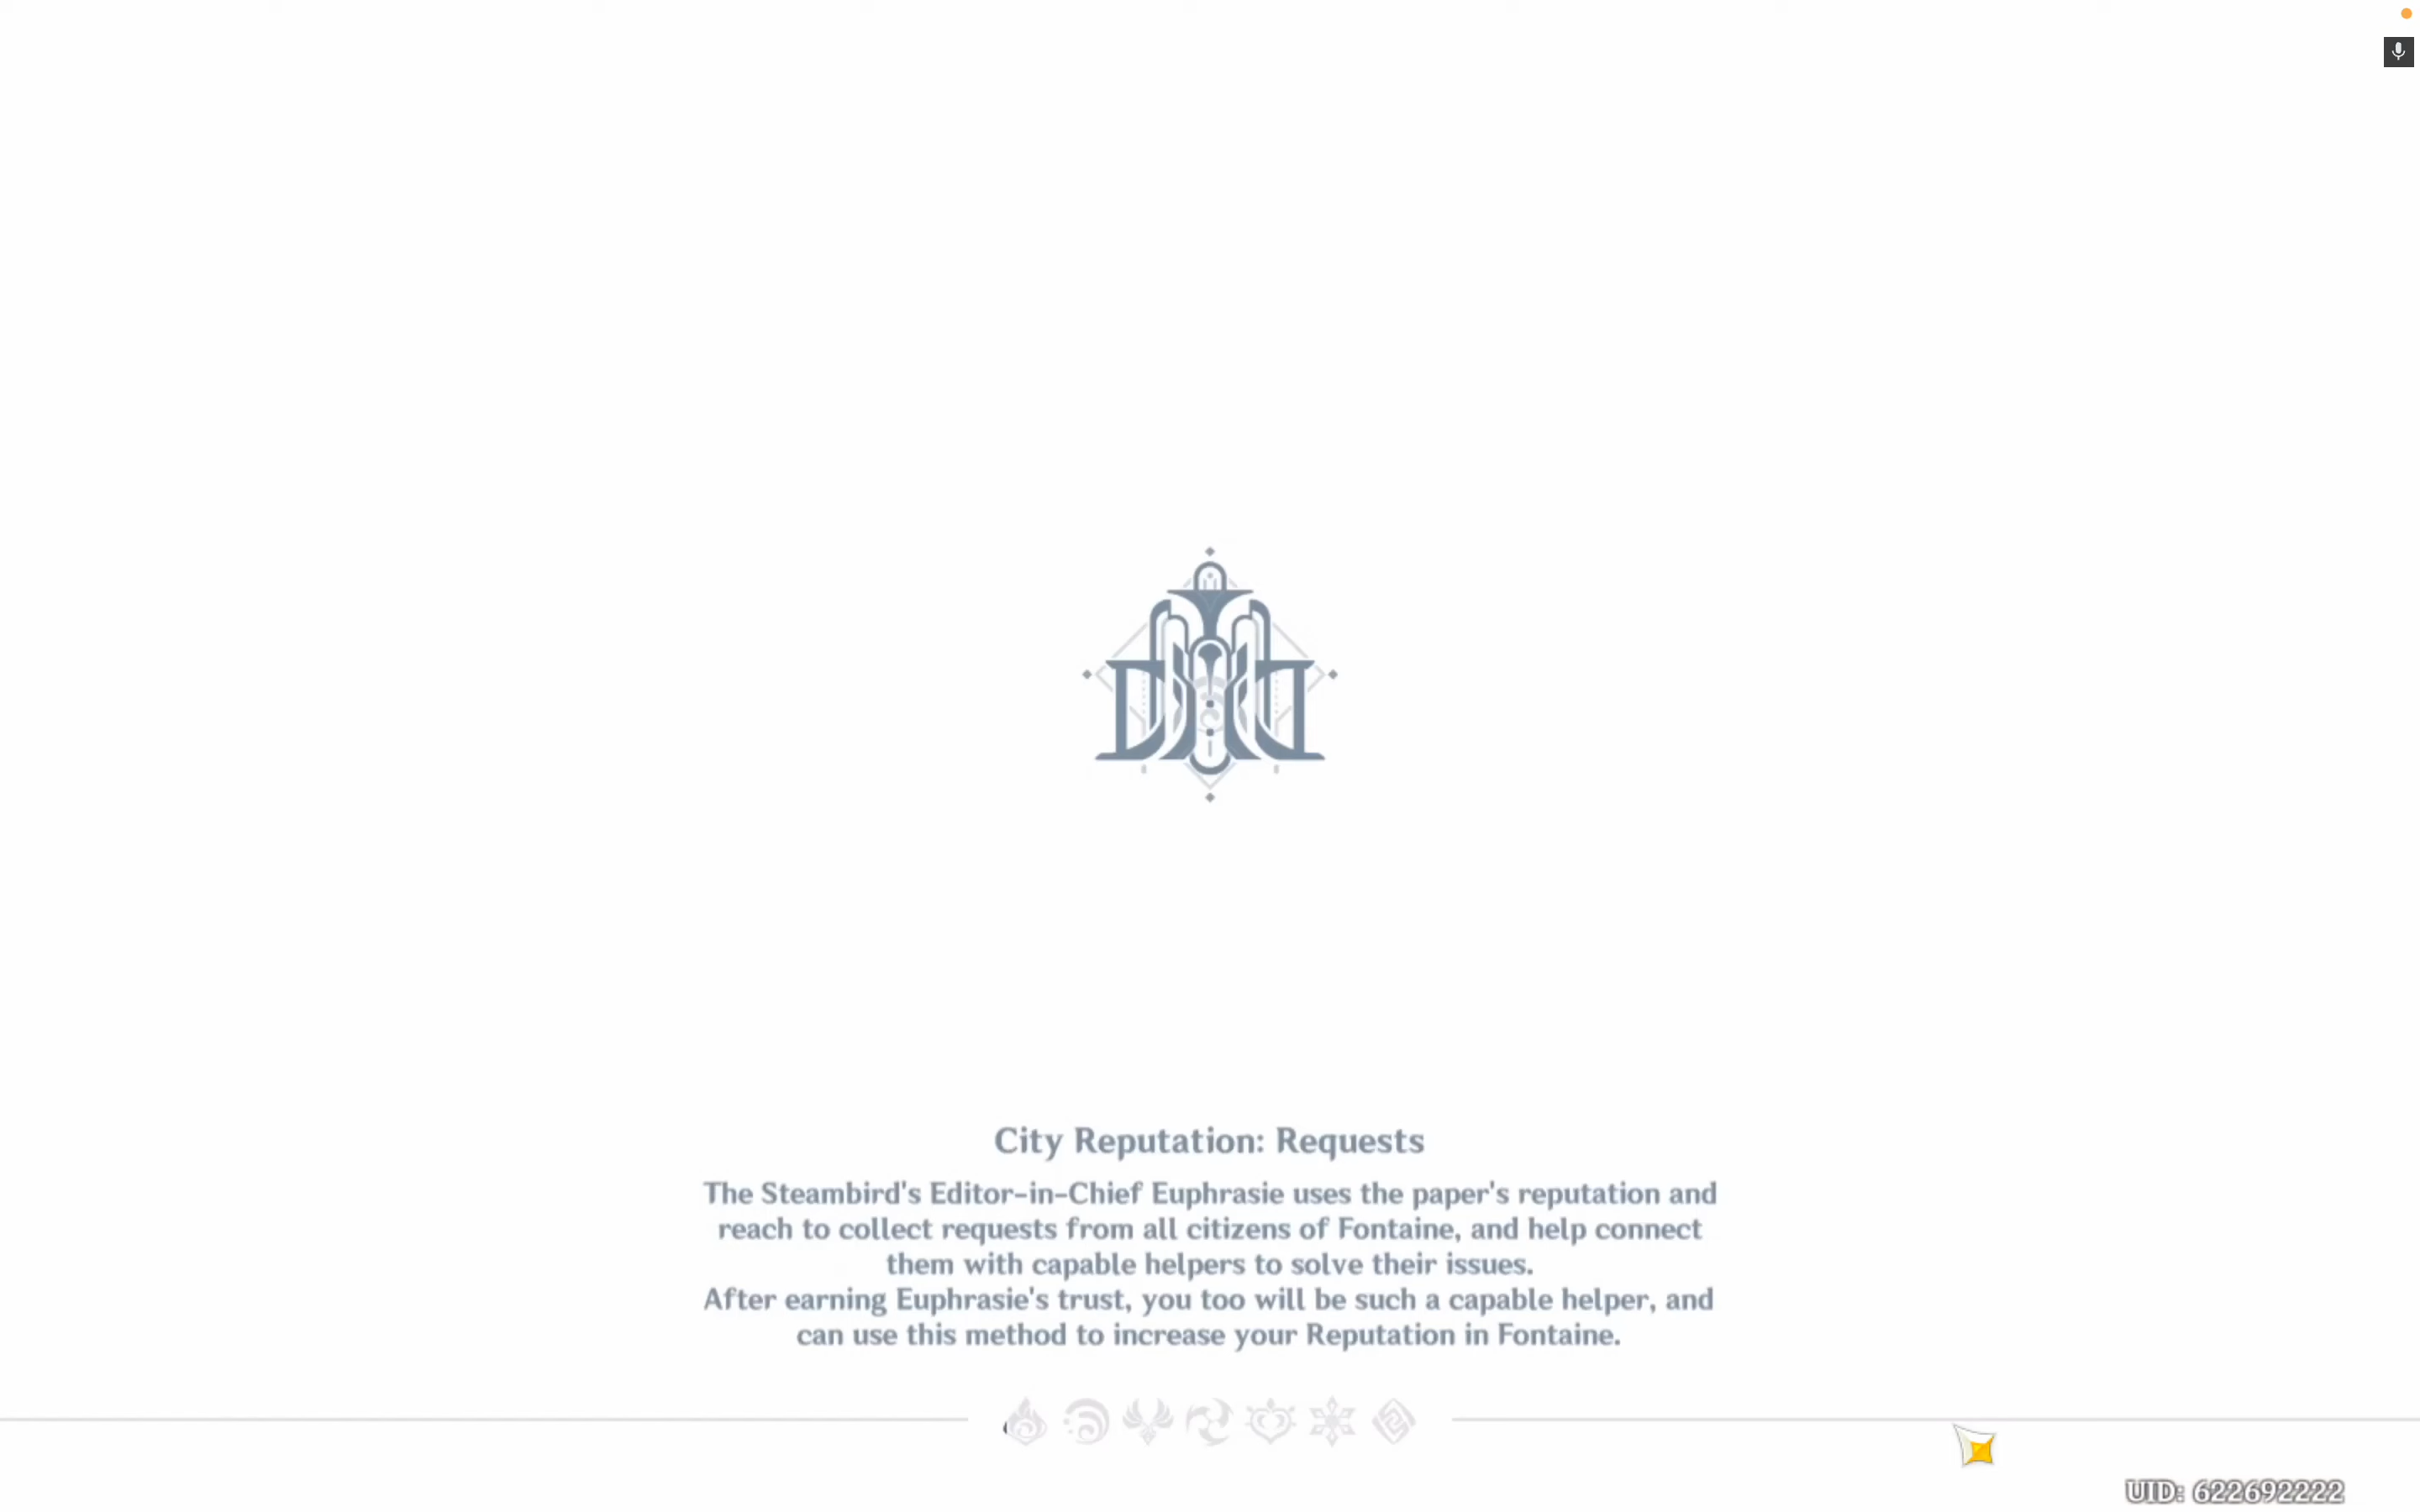 City Reputation: Requests
The Steambird's Editor-in-Chief Euphrasie uses the paper's reputation and
reach to collect requests from all citizens of Fontaine, and help connect
them with capable helpers to solve their issues.
After earning Euphrasie's trust, you too will be such a capable helper, and
can use this method to increase your Reputation in Fontaine.
UID: 622692222